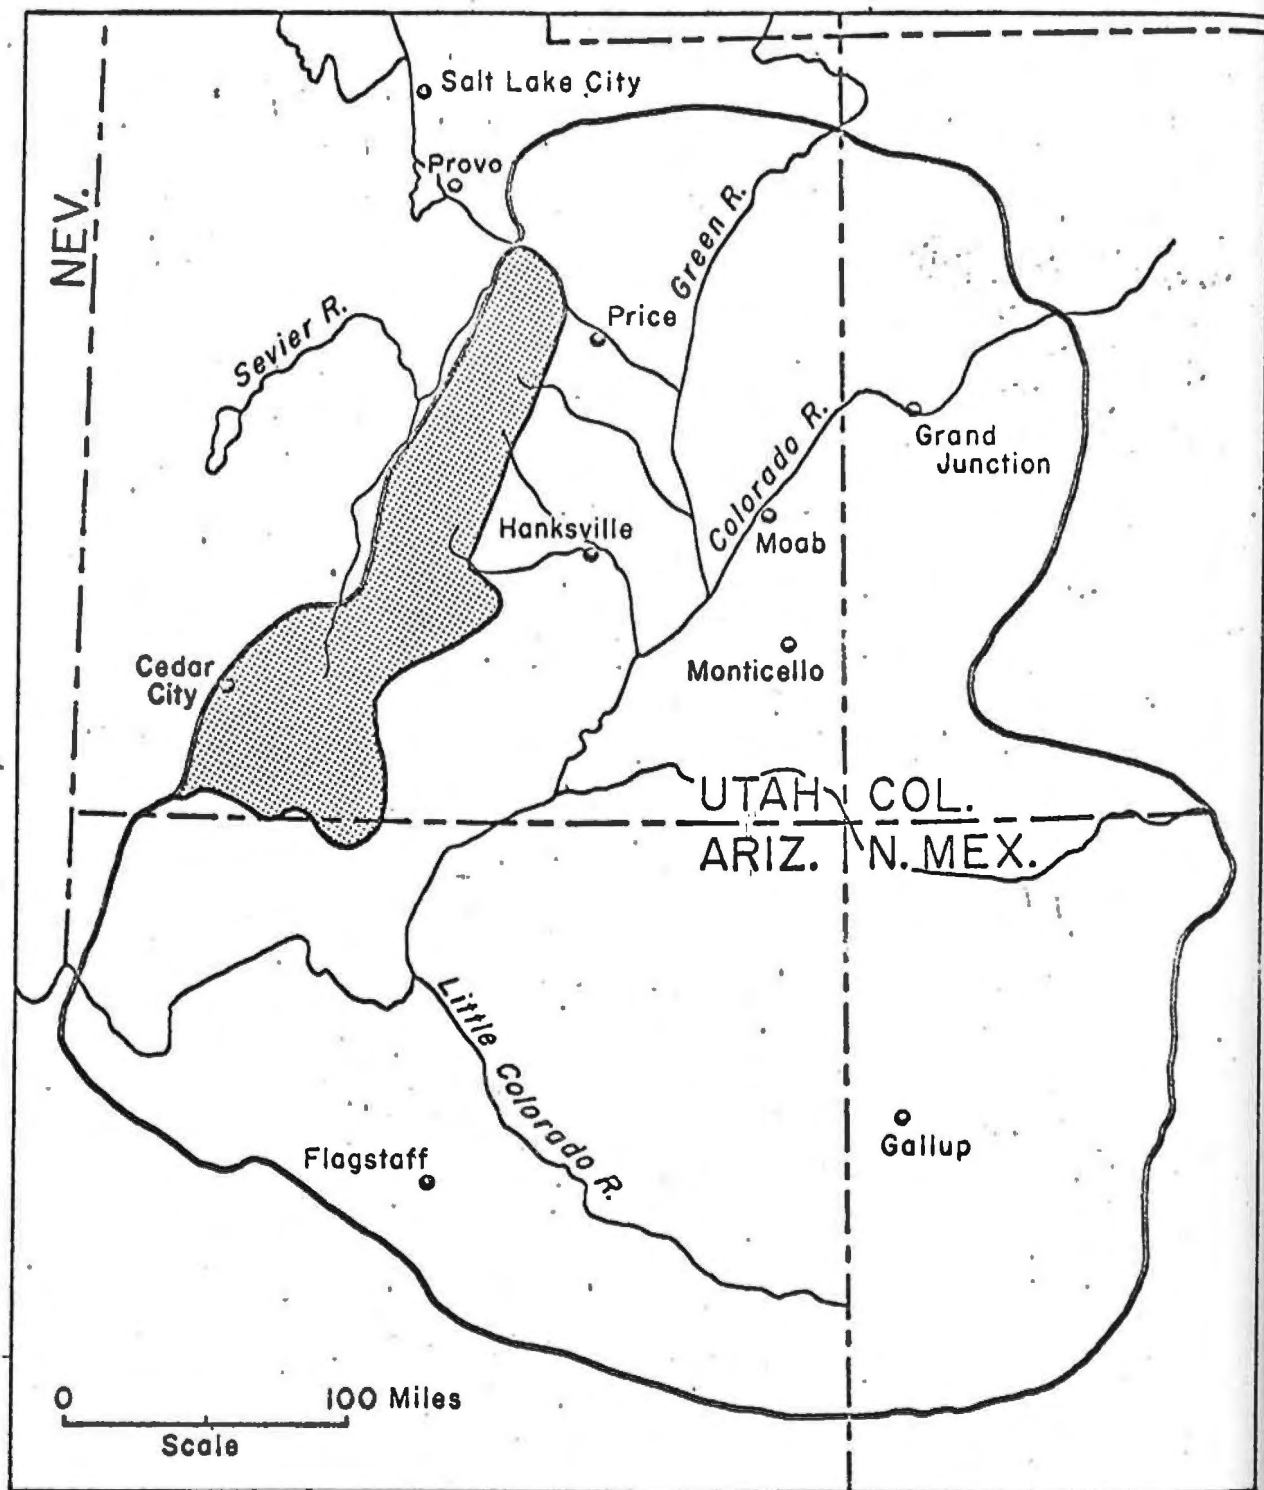 Salt Lake City
Provo
NEV.
Green R.
Sevier R.
Price
Colorado R.
Grand
Junction
Hanksville
Moab
Cedar
City
Monticello
UTAH COL.
ARIZ. N. MEX.
Little Colorado R.
Gallup
Flagstaff
0 100 Miles
Scale